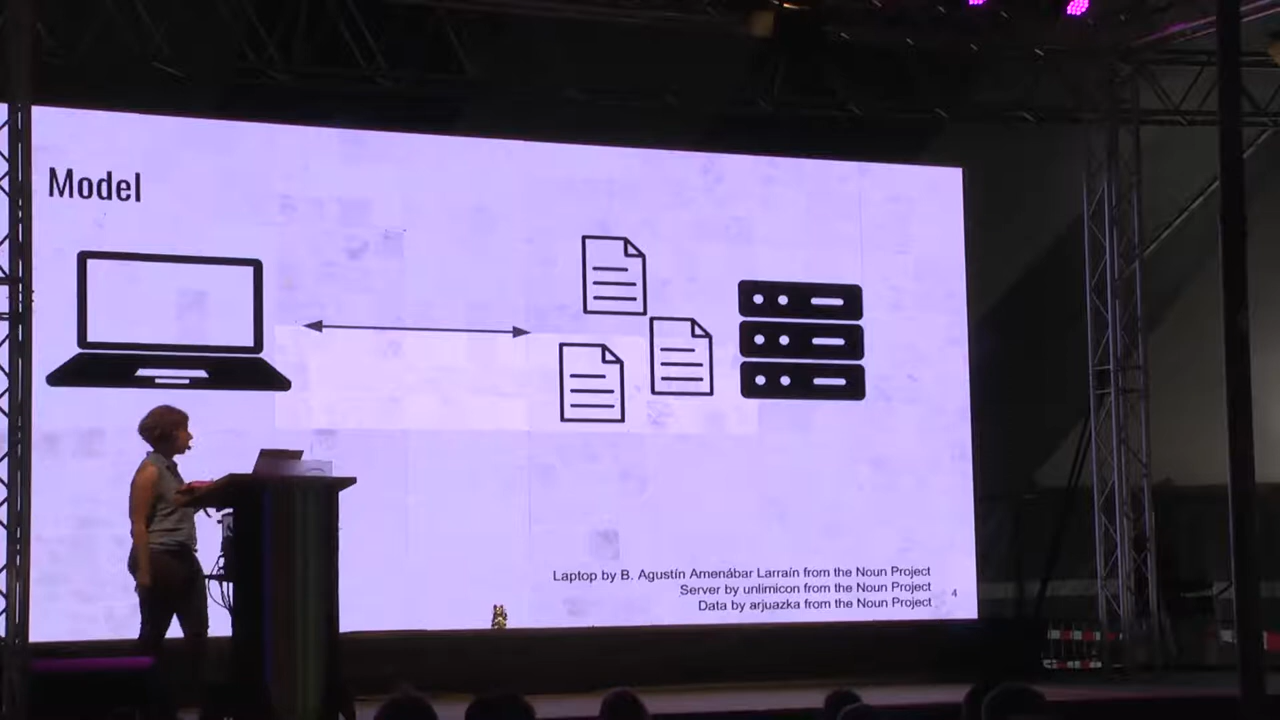 Model
Laptop by B. Agustín Amenábar Larraín from the Noun Project
Server by unlimicon from the Noun Project
Data by arjuazka from the Noun Project
4